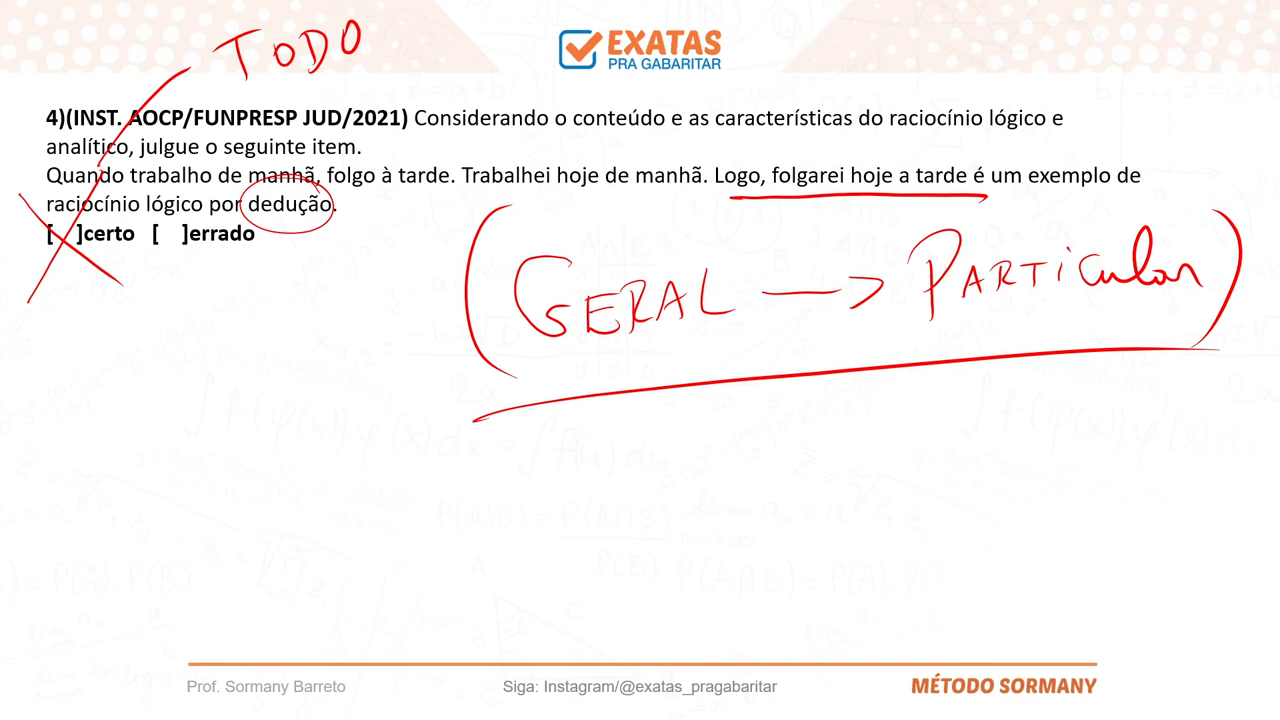 TODO
EXATAS
PRA GABARITAR
4)(INST. AOCP/FUNPRESP JUD/2021) Considerando o conteúdo e as características do raciocínio lógico e
analítico, julgue o seguinte item.
Quando trabalho de manhã, folgo à tarde. Trabalhei hoje de manhã. Logo, folgarei hoje a tarde é um exemplo de
raciocínio lógico por dedução.
[ ]certo [ ]errado
(GERAL → PARTiculaR)
Prof. Sormany Barreto
Siga: Instagram/@exatas_pragabaritar
MÉTODO SORMANY